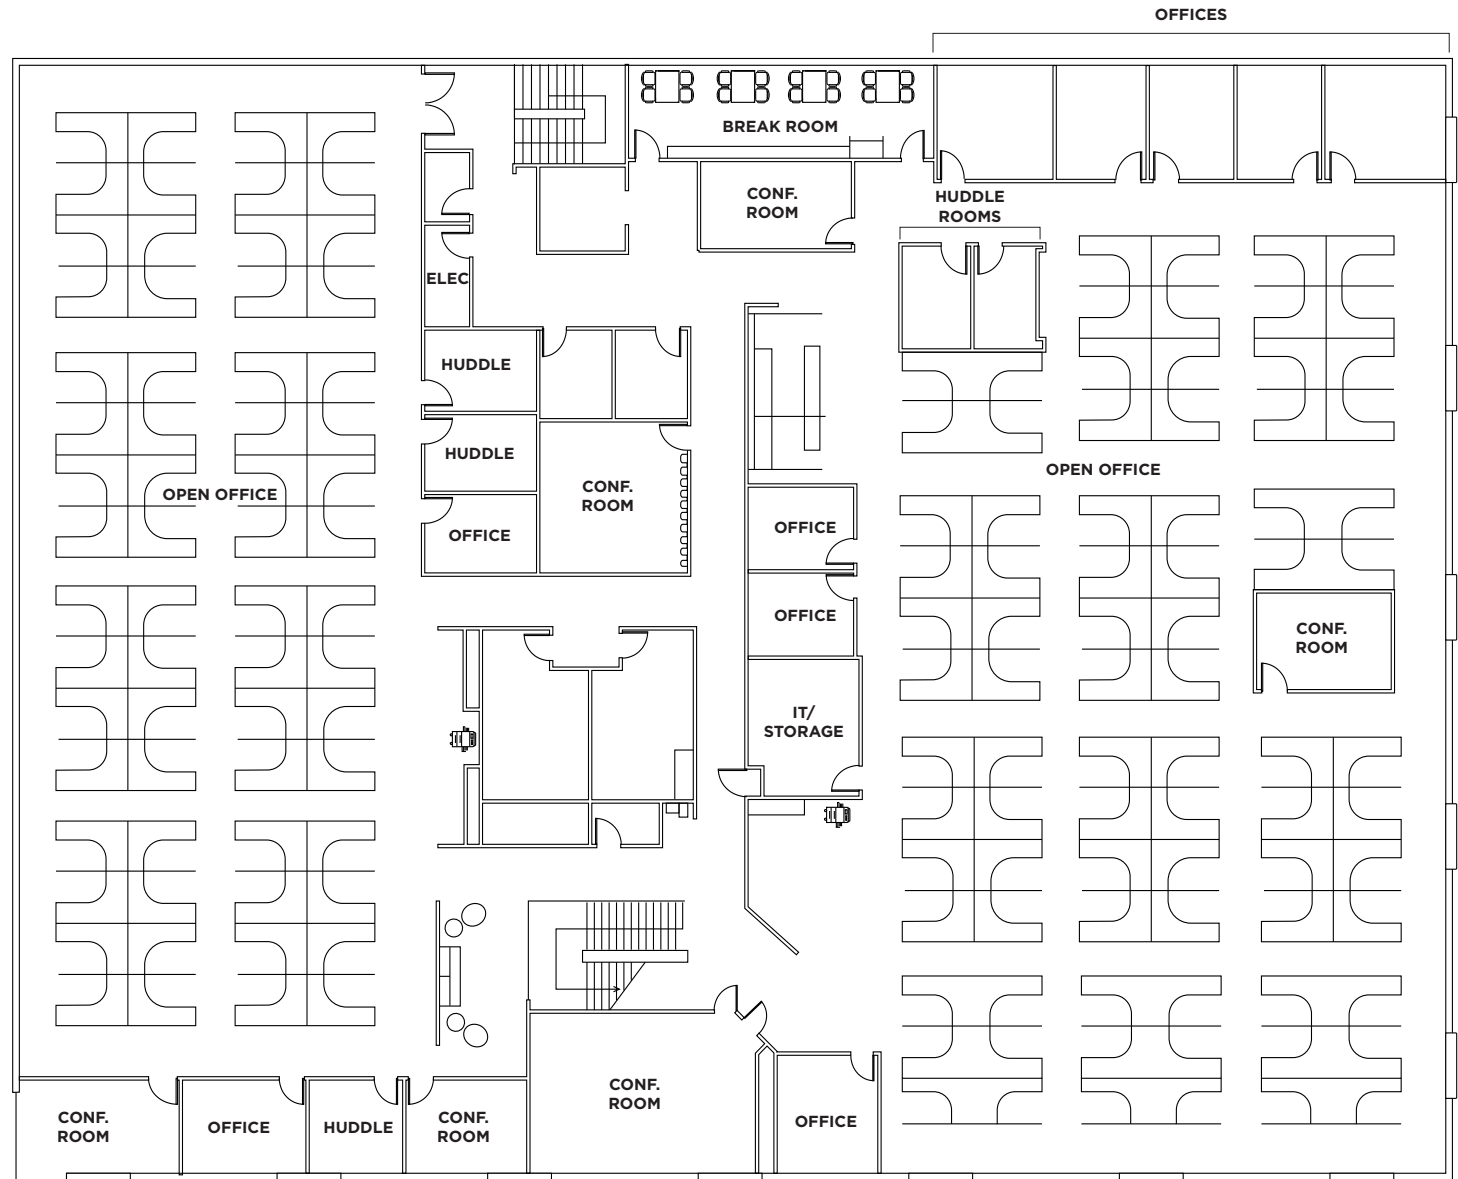 OFFICES
BREAK ROOM
CONF.
ROOM
HUDDLE
ROOMS
ELEC
HUDDLE
HUDDLE
OPEN OFFICE
CONF.
ROOM
OPEN OFFICE
OFFICE
OFFICE
OFFICE
CONF.
ROOM
IT/
STORAGE
CONF.
ROOM
OFFICE
HUDDLE
CONF.
ROOM
CONF.
ROOM
OFFICE